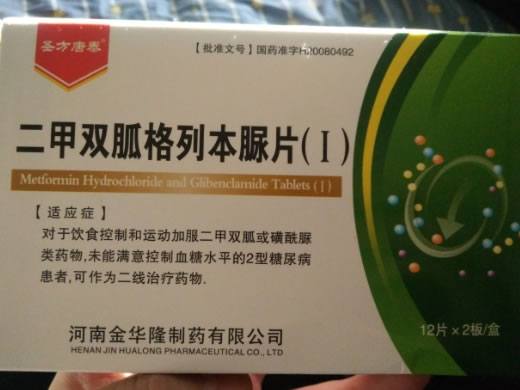 圣方唐泰
【批准文号】国药准字H20080492
二甲双胍格列本脲片(Ⅰ)
Metformin Hydrochloride and Glibenclamide Tablets (Ⅰ)
【适应症】
对于饮食控制和运动加服二甲双胍或磺酰脲
类药物,未能满意控制血糖水平的2型糖尿病
患者,可作为二线治疗药物.
12片×2板/盒
河南金华隆制药有限公司
HENAN JIN HUALONG PHARMACEUTICAL CO., LTD